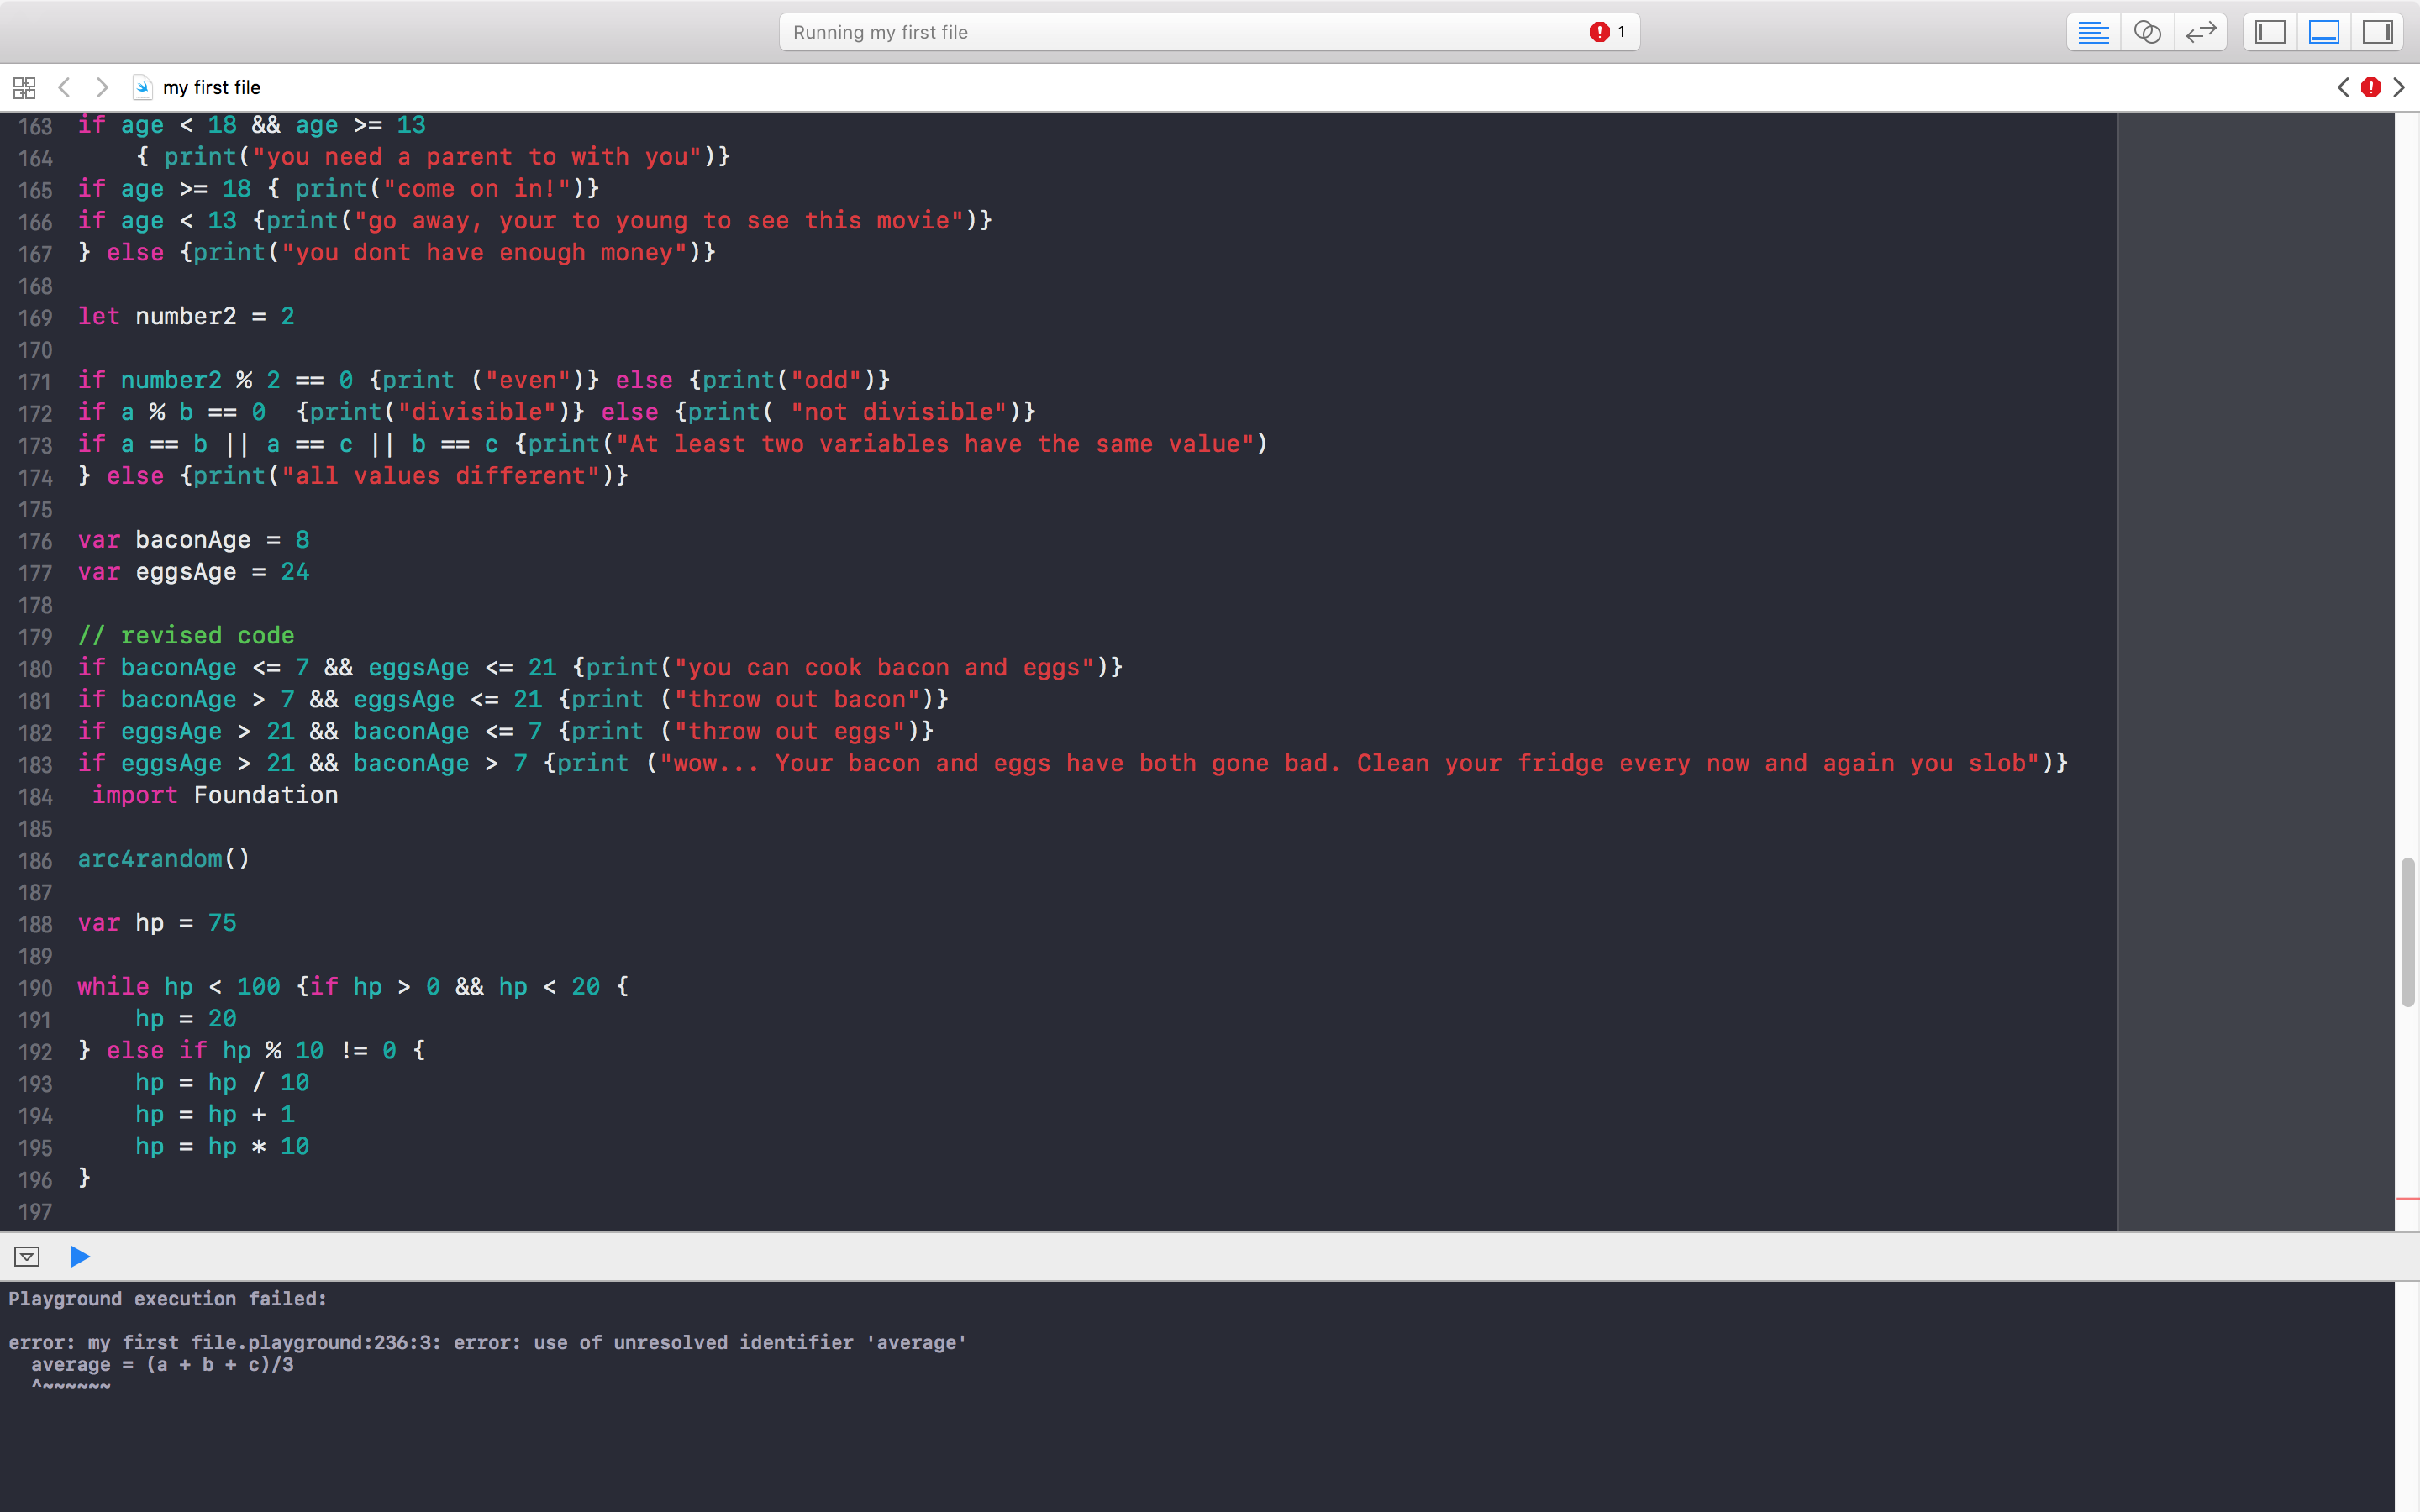 Running my first file 1
my first file
163 if age < 18 && age >= 13
164 { print("you need a parent to with you")}
165 if age >= 18 { print("come on in!")}
166 if age < 13 {print("go away, your to young to see this movie")}
167 } else {print("you dont have enough money")}
168
169 let number2 = 2
170
171 if number2 % 2 == 0 {print ("even")} else {print("odd")}
172 if a % b == 0  {print("divisible")} else {print( "not divisible")}
173 if a == b || a == c || b == c {print("At least two variables have the same value")
174 } else {print("all values different")}
175
176 var baconAge = 8
177 var eggsAge = 24
178
179 // revised code
180 if baconAge <= 7 && eggsAge <= 21 {print("you can cook bacon and eggs")}
181 if baconAge > 7 && eggsAge <= 21 {print ("throw out bacon")}
182 if eggsAge > 21 && baconAge <= 7 {print ("throw out eggs")}
183 if eggsAge > 21 && baconAge > 7 {print ("wow... Your bacon and eggs have both gone bad. Clean your fridge every now and again you slob")}
184 import Foundation
185
186 arc4random()
187
188 var hp = 75
189
190 while hp < 100 {if hp > 0 && hp < 20 {
191 hp = 20
192 } else if hp % 10 != 0 {
193 hp = hp / 10
194 hp = hp + 1
195 hp = hp * 10
196 }
197
Playground execution failed:
error: my first file.playground:236:3: error: use of unresolved identifier 'average'
average = (a + b + c)/3
^~~~~~~